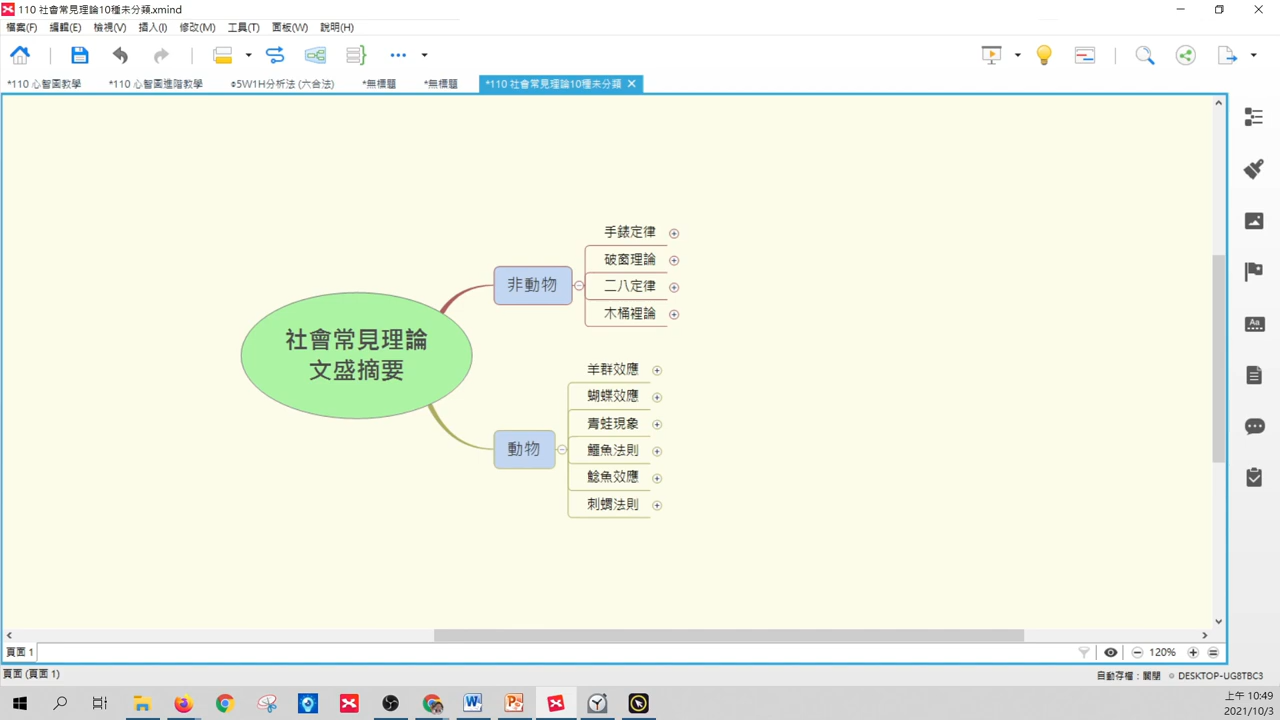 110 社會常見理論10種未分類.xmind
檔案(F) 編輯(E) 檢視(V) 插入(I) 修改(M) 工具(T) 面板(W) 說明(H)
*110 心智圖教學 *110 心智圖進階教學 5W1H分析法 (六合法) *無標題 *無標題 *110 社會常見理論10種未分類
手錶定律
破窗理論
非動物
二八定律
木桶裡論
社會常見理論
文盛摘要
羊群效應
蝴蝶效應
青蛙現象
動物
鱷魚法則
鯰魚效應
刺蝟法則
頁面 1
120%
頁面 (頁面 1)
自動存檔：關閉 DESKTOP-UG8TBC3
上午 10:49
2021/10/3